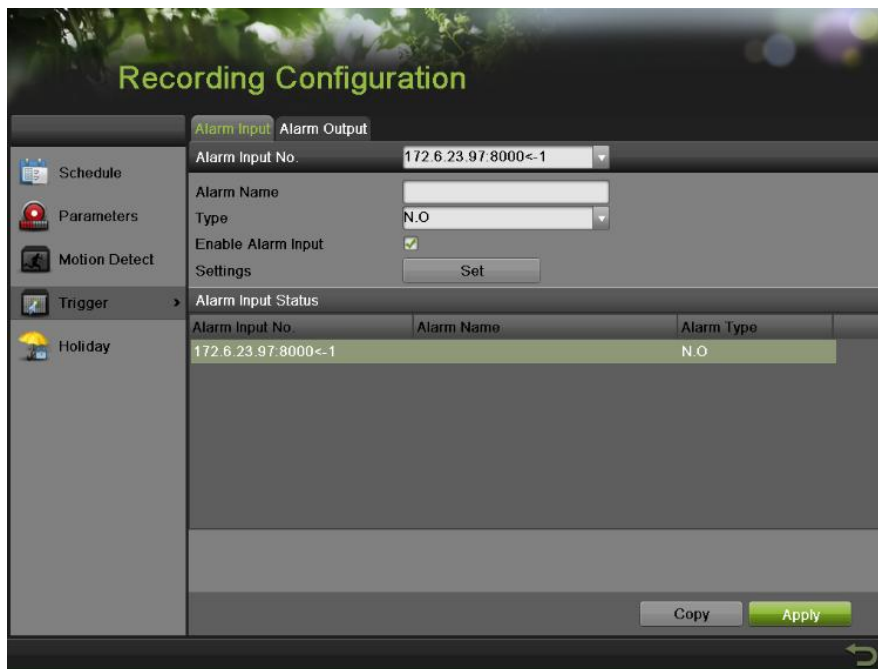 Recording Configuration
Alarm Input Alarm Output
Alarm Input No. 172.6.23.97:8000<-1
Schedule
Alarm Name
Parameters
Type N.O
Enable Alarm Input
Motion Detect
Settings Set
Trigger
Alarm Input Status
Alarm Input No. Alarm Name Alarm Type
Holiday
172.6.23.97:8000<-1 N.O
Copy Apply